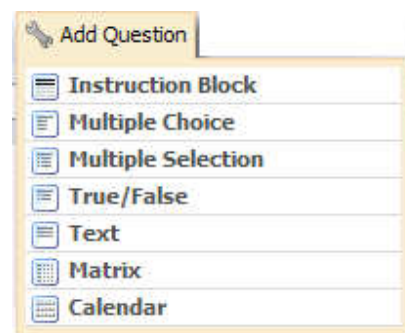 Add Question
Instruction Block
Multiple Choice
Multiple Selection
True/False
Text
Matrix
Calendar